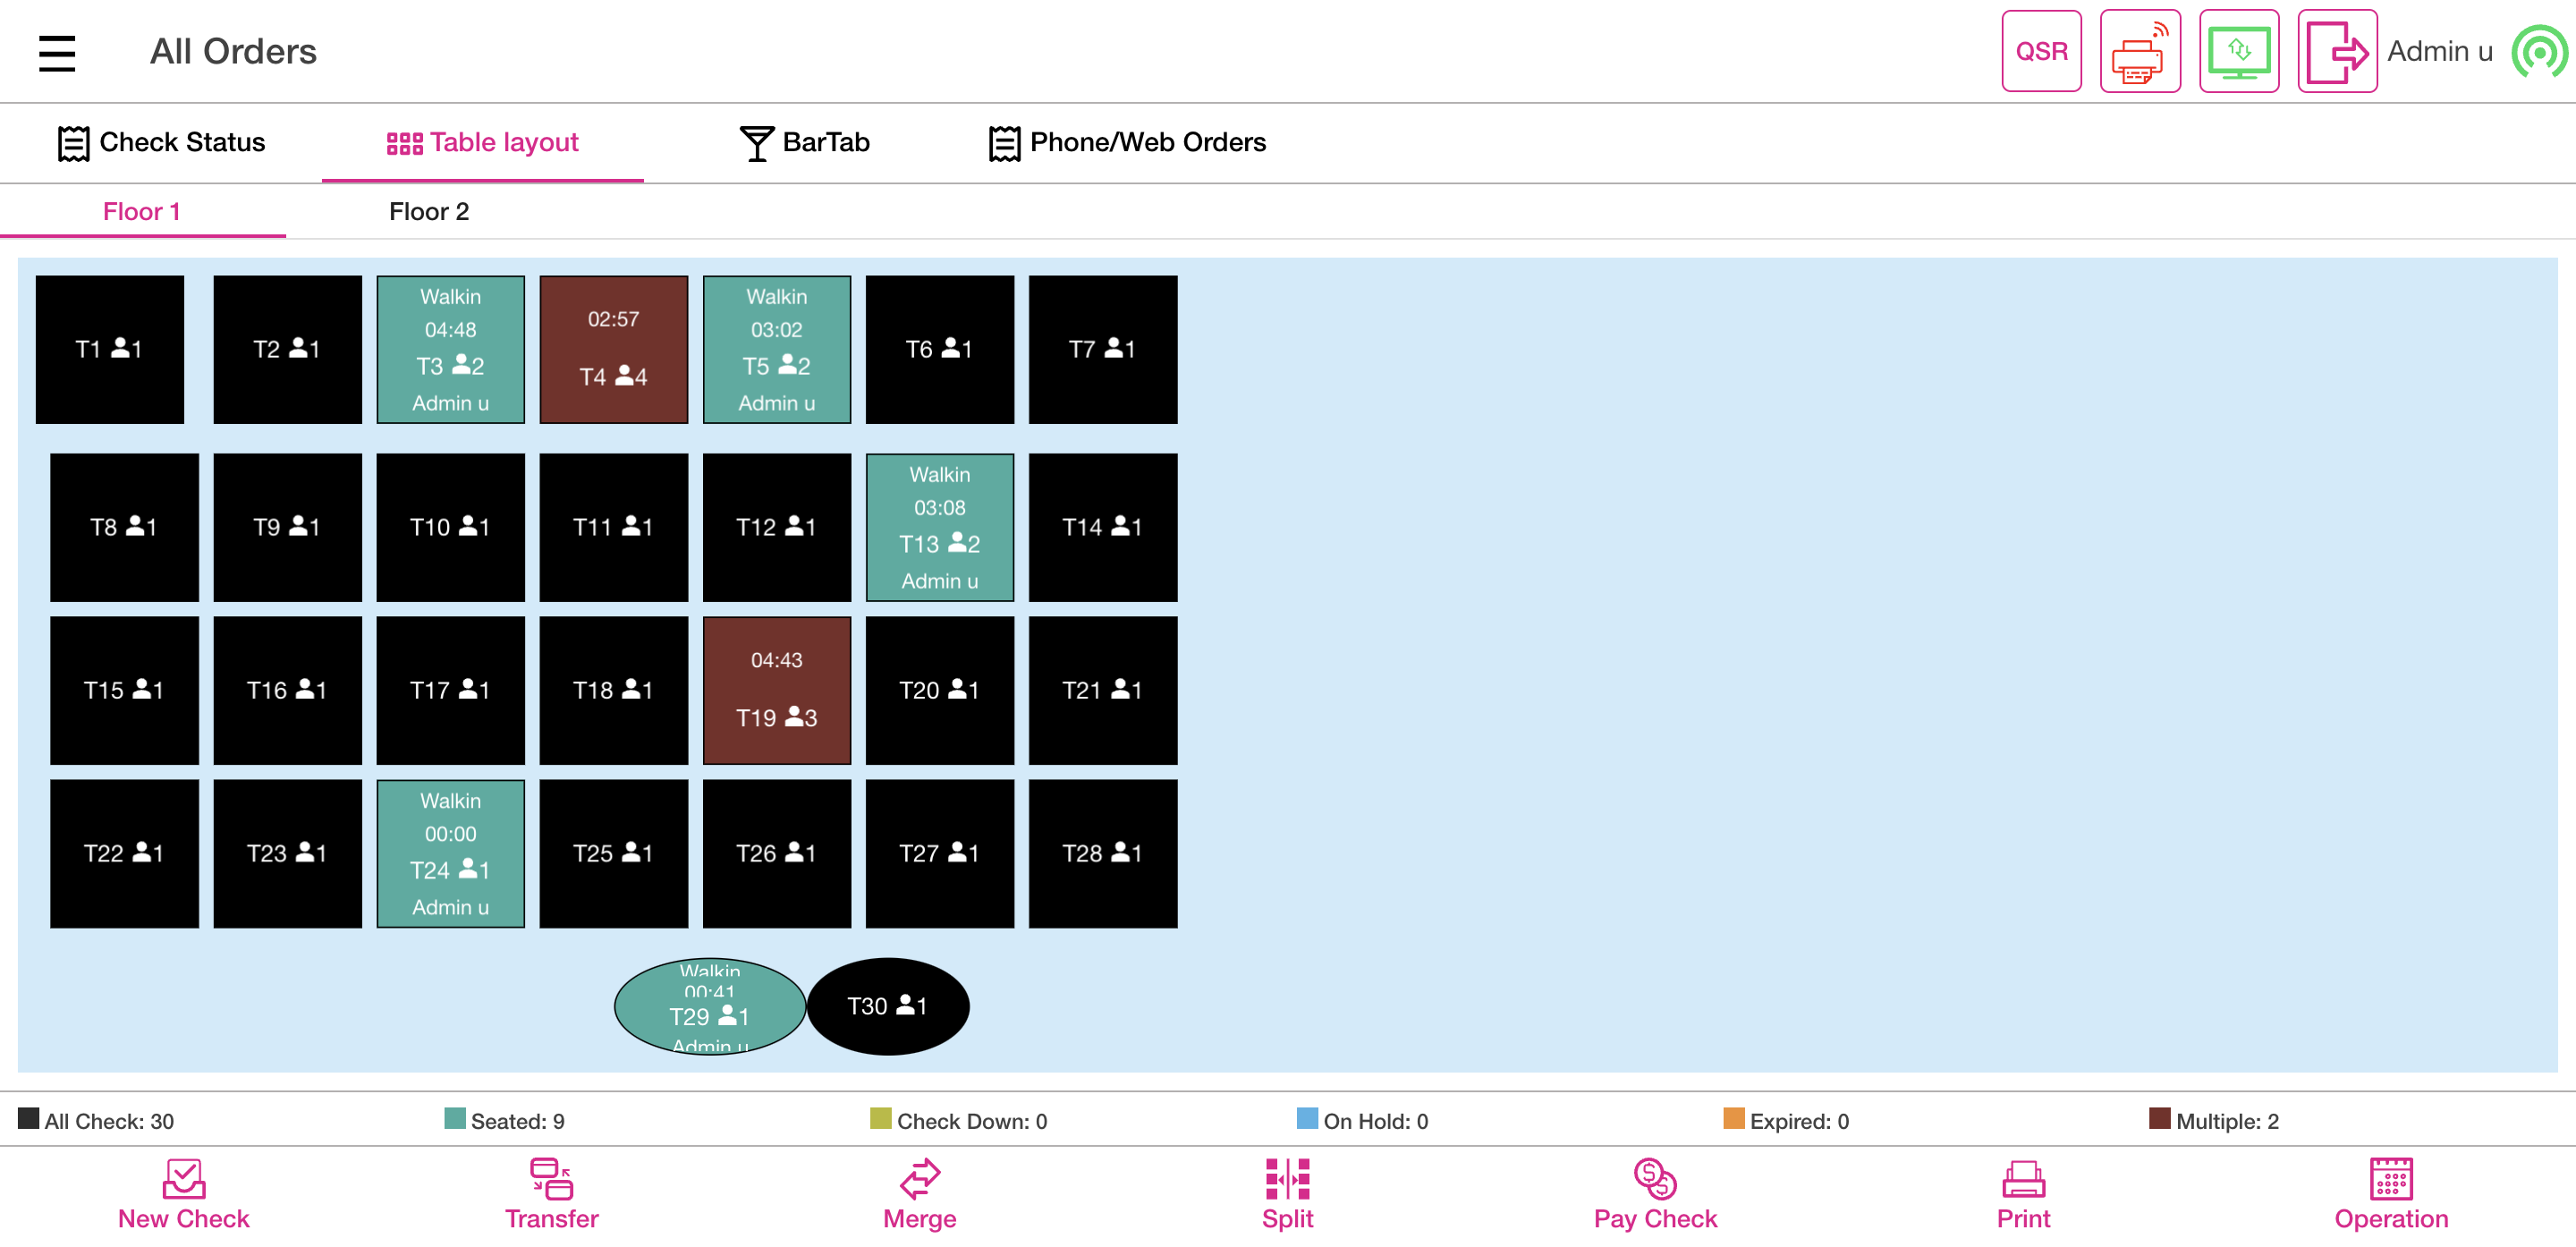 All Orders
QSR
Admin u
Check Status
Table layout
BarTab
Phone/Web Orders
Floor 1
Floor 2
T1 1
T2 1
Walkin
04:48
T3 2
Admin u
02:57
T4 4
Walkin
03:02
T5 2
Admin u
T6 1
T7 1
T8 1
T9 1
T10 1
T11 1
T12 1
Walkin
03:08
T13 2
Admin u
T14 1
T15 1
T16 1
T17 1
T18 1
04:43
T19 3
T20 1
T21 1
T22 1
T23 1
Walkin
00:00
T24 1
Admin u
T25 1
T26 1
T27 1
T28 1
Walkin
00:41
T29 1
Admin u
T30 1
All Check: 30
Seated: 9
Check Down: 0
On Hold: 0
Expired: 0
Multiple: 2
New Check
Transfer
Merge
Split
Pay Check
Print
Operation